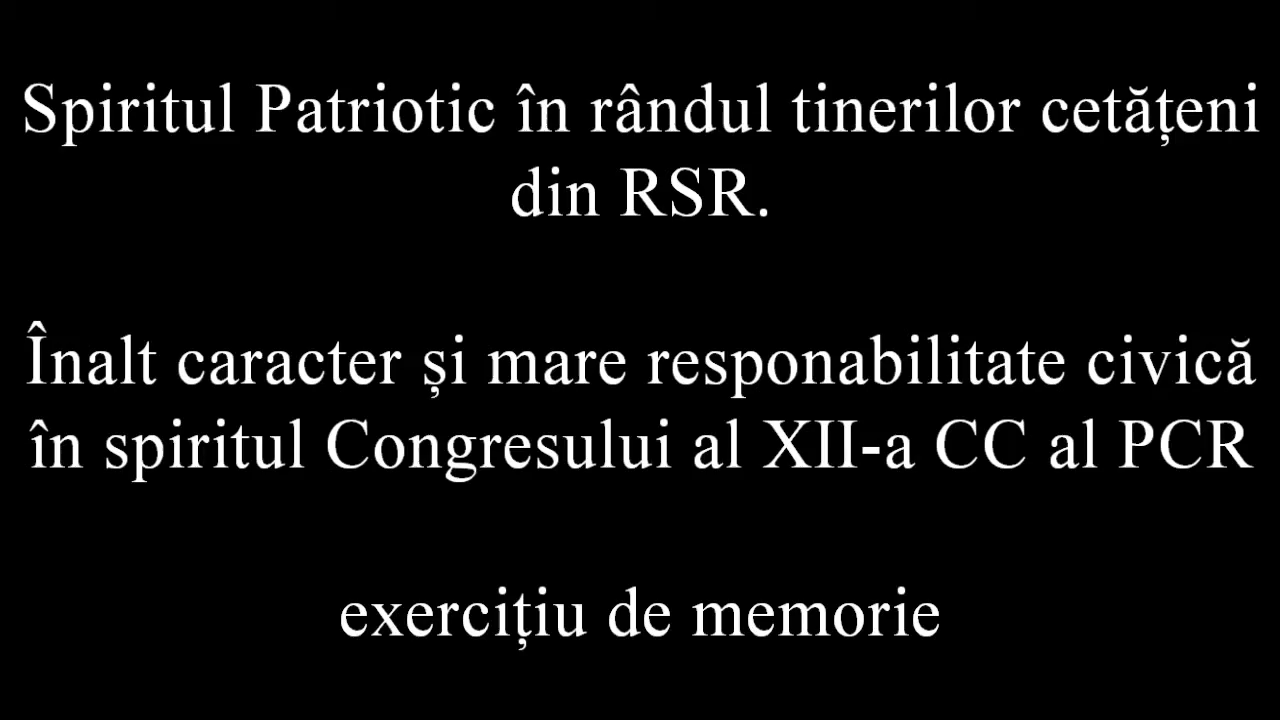 Spiritul Patriotic în rândul tinerilor cetățeni
din RSR.
Înalt caracter și mare responabilitate civică
în spiritul Congresului al XII-a CC al PCR
exercițiu de memorie